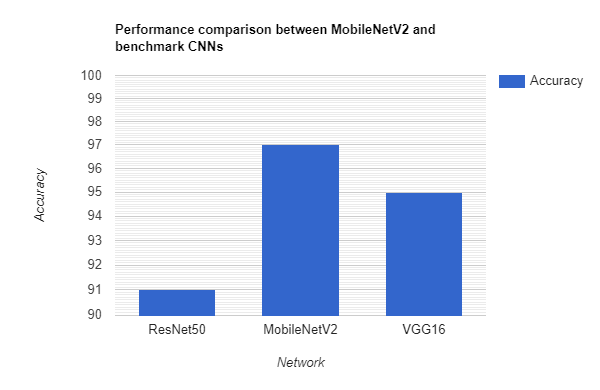 Performance comparison between MobileNetV2 and
benchmark CNNs
100
99
98
97
96
95
94
93
92
91
90
Accuracy
Accuracy
ResNet50 MobileNetV2 VGG16
Network